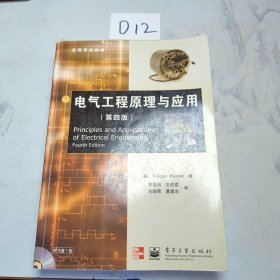 D12
高等学校教材
电气工程原理与应用
(第四版)
Principles and Applications
of Electrical Engineering
Fourth Edition
Giorgio Rizzoni 著
译
电子工业出版社